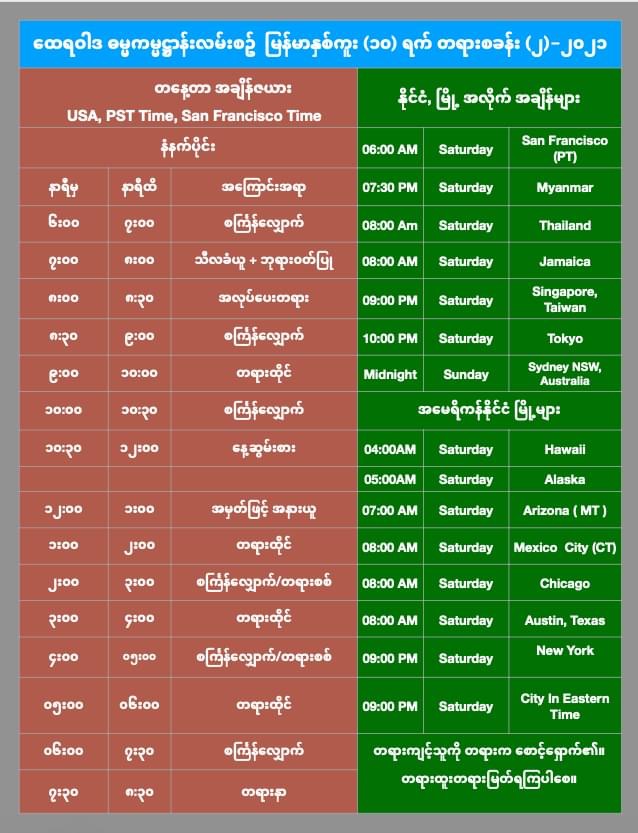 ထေရဝါဒ ဓမ္မကမ္မဋ္ဌာန်းလမ်းစဥ် မြန်မာနှစ်ကူး (၁၀) ရက် တရားစခန်း (၂)-၂၀၂၁
တနေ့တာ အချိန်ဇယား
USA, PST Time, San Francisco Time
နံနက်ပိုင်း
နာရီမှ နာရီထိ အကြောင်းအရာ
၆း၀၀ ၇း၀၀ စင်္ကြန်လျှောက်
၇း၀၀ ၈း၀၀ သီလခံယူ + ဘုရားဝတ်ပြု
၈း၀၀ ၈း၃၀ အလုပ်ပေးတရား
၈း၃၀ ၉း၀၀ စင်္ကြန်လျှောက်
၉း၀၀ ၁၀း၀၀ တရားထိုင်
၁၀း၀၀ ၁၀း၃၀ စင်္ကြန်လျှောက်
၁၀း၃၀ ၁၂း၀၀ နေ့ဆွမ်းစား
၁၂း၀၀ ၁း၀၀ အမှတ်ဖြင့် အနားယူ
၁း၀၀ ၂း၀၀ တရားထိုင်
၂း၀၀ ၃း၀၀ စင်္ကြန်လျှောက်/တရားစစ်
၃း၀၀ ၄း၀၀ တရားထိုင်
၄း၀၀ ၀၅း၀၀ စင်္ကြန်လျှောက်/တရားစစ်
၀၅း၀၀ ၀၆း၀၀ တရားထိုင်
၀၆း၀၀ ၇း၃၀ စင်္ကြန်လျှောက်
၇း၃၀ ၈း၃၀ တရားနာ
နိုင်ငံ, မြို့ အလိုက် အချိန်များ
06:00 AM Saturday San Francisco
(PT)
07:30 PM Saturday Myanmar
08:00 Am Saturday Thailand
08:00 AM Saturday Jamaica
09:00 PM Saturday Singapore,
Taiwan
10:00 PM Saturday Tokyo
Midnight Sunday Sydney NSW,
Australia
အမေရိကန်နိုင်ငံ မြို့များ
04:00AM Saturday Hawaii
05:00AM Saturday Alaska
07:00 AM Saturday Arizona ( MT )
08:00 AM Saturday Mexico City (CT)
08:00 AM Saturday Chicago
08:00 AM Saturday Austin, Texas
09:00 PM Saturday New York
09:00 PM Saturday City In Eastern
Time
တရားကျင့်သူကို တရားက စောင့်ရှောက်၏။
တရားထူးတရားမြတ်ရကြပါစေ။